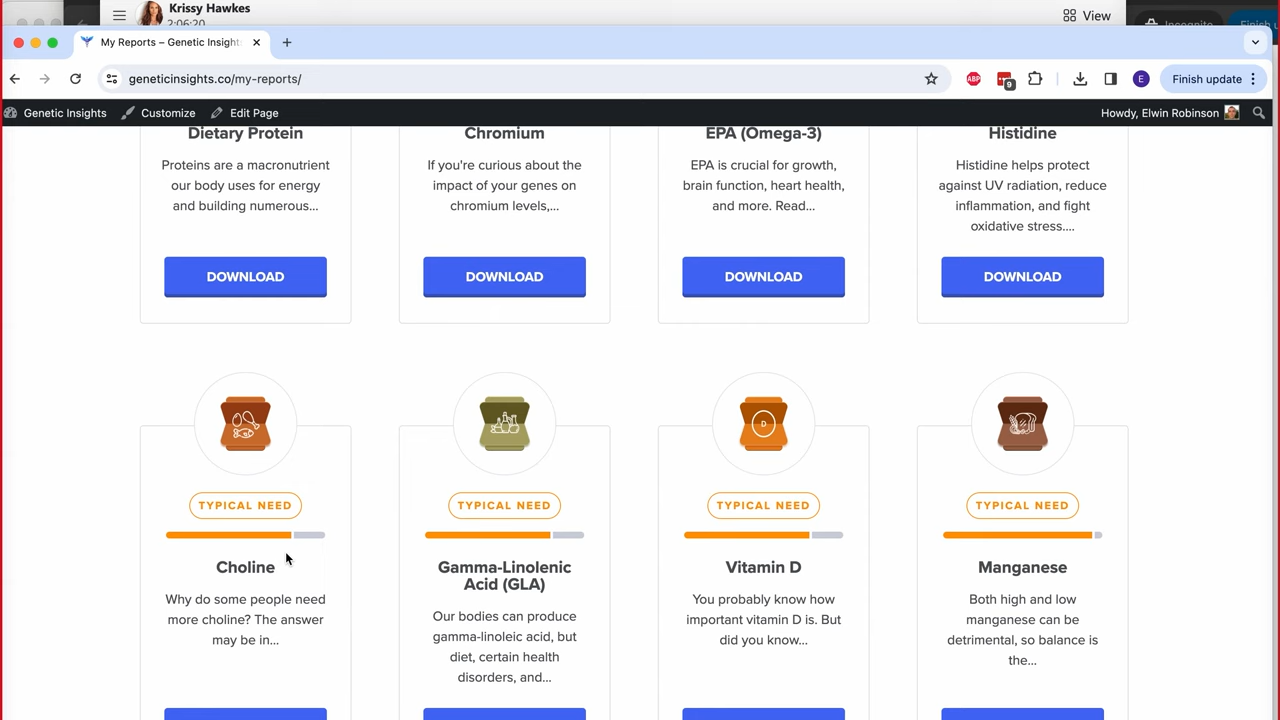 Krissy Hawkes
2:06:20
View
Incognito
Finish u
My Reports – Genetic Insights
geneticinsights.co/my-reports/
ABP
9
E
Finish update
Genetic Insights
Customize
Edit Page
Howdy, Elwin Robinson
Dietary Protein
Proteins are a macronutrient
our body uses for energy
and building numerous...
DOWNLOAD
Chromium
If you're curious about the
impact of your genes on
chromium levels,...
DOWNLOAD
EPA (Omega-3)
EPA is crucial for growth,
brain function, heart health,
and more. Read...
DOWNLOAD
Histidine
Histidine helps protect
against UV radiation, reduce
inflammation, and fight
oxidative stress....
DOWNLOAD
TYPICAL NEED
Choline
Why do some people need
more choline? The answer
may be in...
TYPICAL NEED
Gamma-Linolenic
Acid (GLA)
Our bodies can produce
gamma-linoleic acid, but
diet, certain health
disorders, and...
D
TYPICAL NEED
Vitamin D
You probably know how
important vitamin D is. But
did you know...
TYPICAL NEED
Manganese
Both high and low
manganese can be
detrimental, so balance is
the...